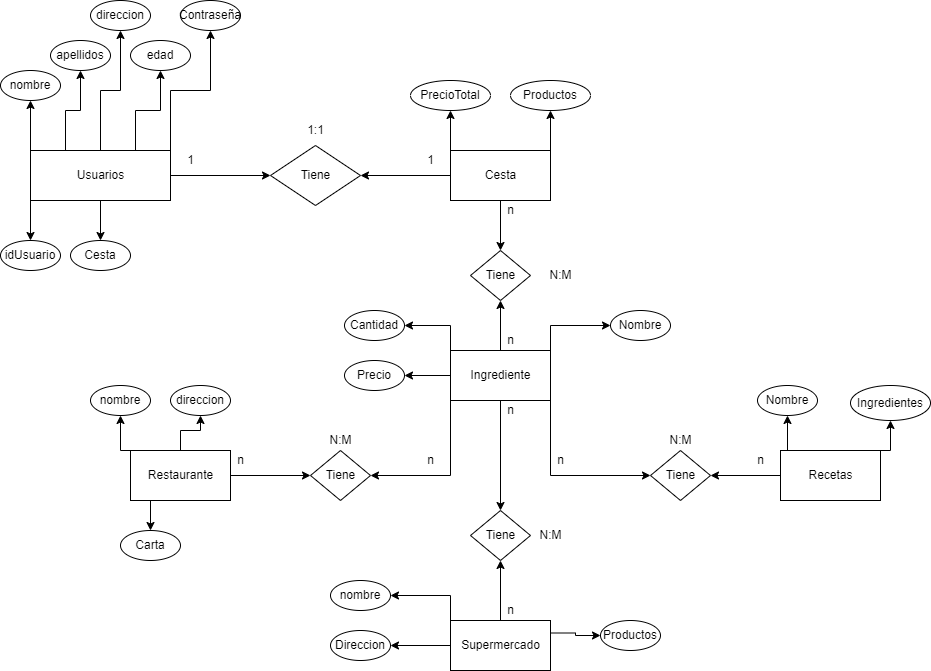 direccion
Contraseña
apellidos
edad
nombre
PrecioTotal
Productos
1:1
1
1
Usuarios
Tiene
Cesta
n
idUsuario
Cesta
Tiene
N:M
Cantidad
Nombre
n
Precio
Ingrediente
nombre
direccion
Nombre
Ingredientes
n
N:M
N:M
n
n
n
n
Restaurante
Tiene
Tiene
Recetas
Carta
Tiene
N:M
nombre
n
Direccion
Supermercado
Productos